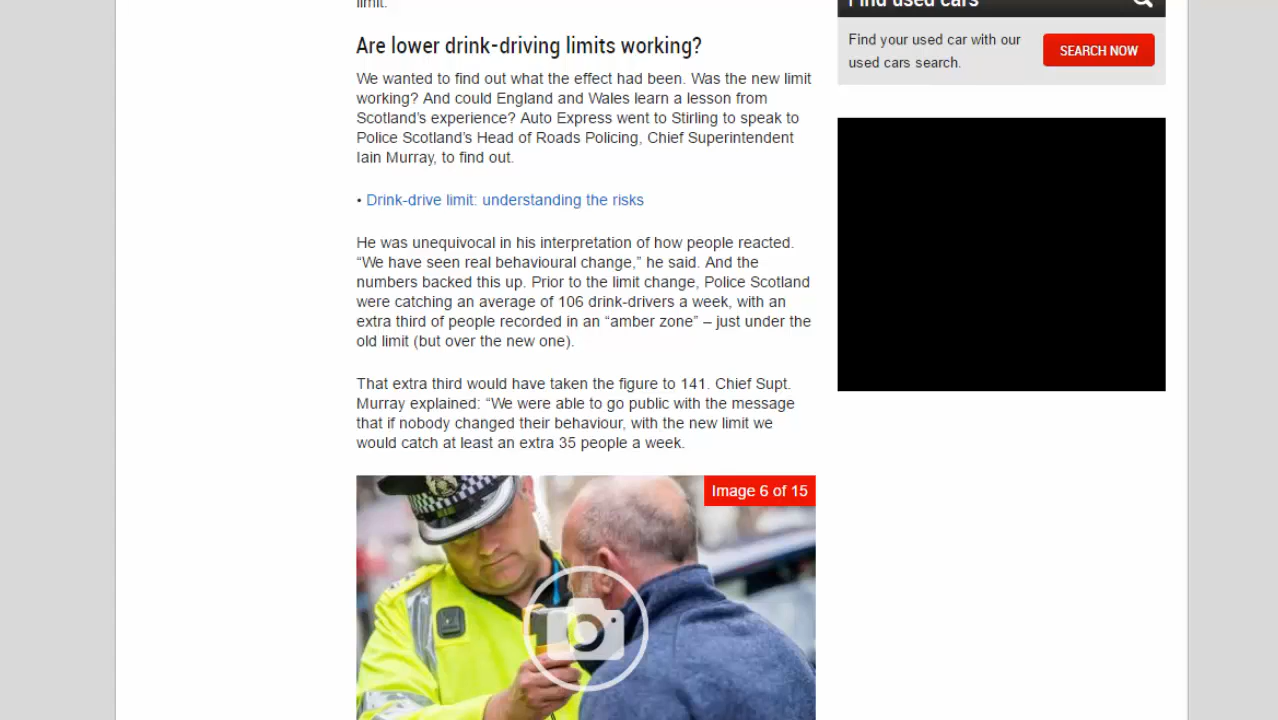 limit.
Find used cars
Find your used car with our
used cars search.
SEARCH NOW
Are lower drink-driving limits working?
We wanted to find out what the effect had been. Was the new limit
working? And could England and Wales learn a lesson from
Scotland’s experience? Auto Express went to Stirling to speak to
Police Scotland’s Head of Roads Policing, Chief Superintendent
Iain Murray, to find out.
• Drink-drive limit: understanding the risks
He was unequivocal in his interpretation of how people reacted.
“We have seen real behavioural change,” he said. And the
numbers backed this up. Prior to the limit change, Police Scotland
were catching an average of 106 drink-drivers a week, with an
extra third of people recorded in an “amber zone” – just under the
old limit (but over the new one).
That extra third would have taken the figure to 141. Chief Supt.
Murray explained: “We were able to go public with the message
that if nobody changed their behaviour, with the new limit we
would catch at least an extra 35 people a week.
Image 6 of 15